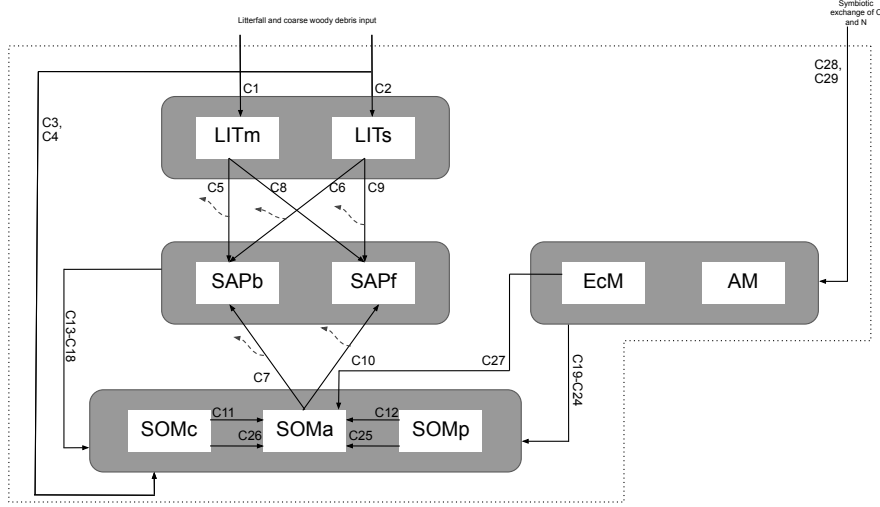 Symbiotic
exchange of C
and N
Litterfall and coarse woody debris input
C28,
C29
C1
C2
C3,
C4
LITm
LITs
C5
C8
C6
C9
SAPb
SAPf
EcM
AM
C13-C18
C7
C10
C27
C19-C24
C11
C12
SOMc
SOMa
SOMp
C26
C25